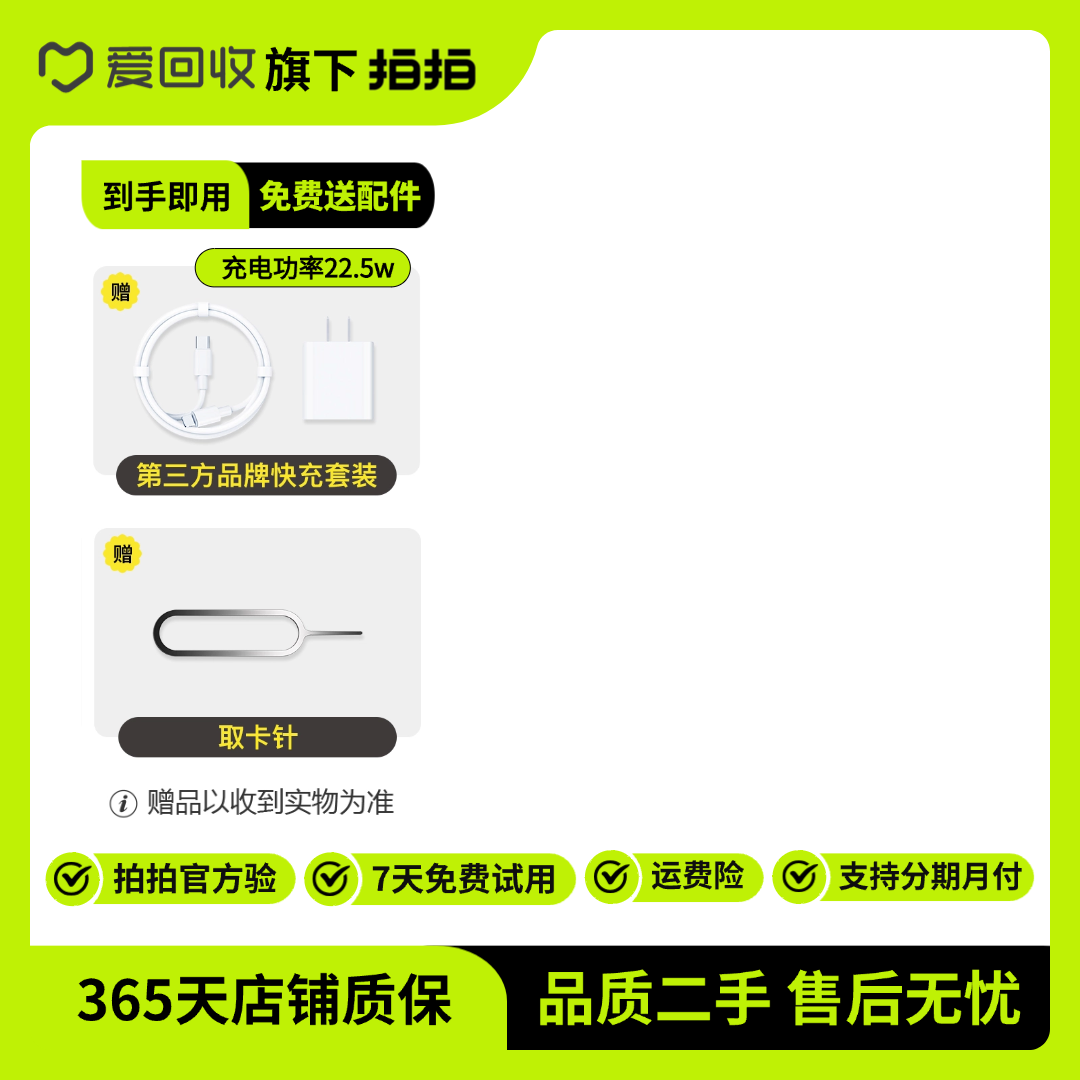 爱回收旗下拍拍
到手即用 免费送配件
充电功率22.5w
赠
第三方品牌快充套装
赠
取卡针
i 赠品以收到实物为准
拍拍官方验 7天免费试用 运费险 支持分期月付
365天店铺质保 品质二手 售后无忧